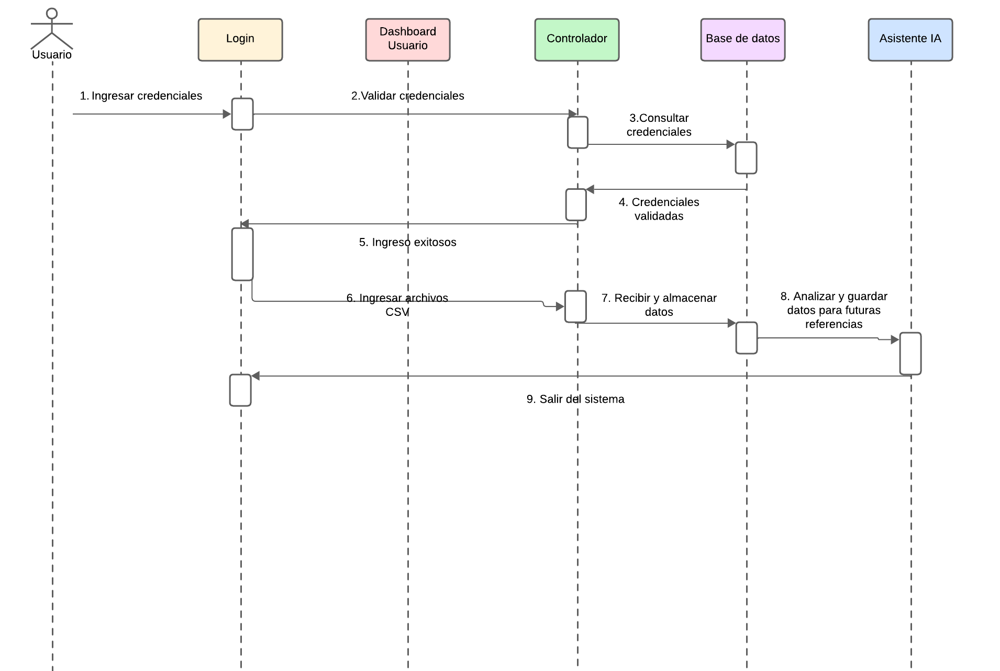 Usuario
Login
Dashboard
Usuario
Controlador
Base de datos
Asistente IA
1. Ingresar credenciales
2.Validar credenciales
3.Consultar
credenciales
4. Credenciales
validadas
5. Ingreso exitosos
6. Ingresar archivos
CSV
7. Recibir y almacenar
datos
8. Analizar y guardar
datos para futuras
referencias
9. Salir del sistema